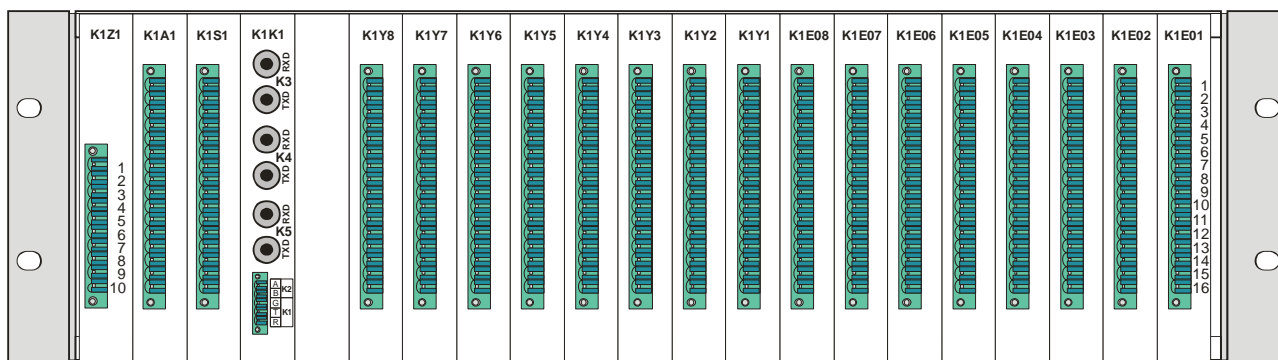 K1Z1 K1A1 K1S1 K1K1 K1Y8 K1Y7 K1Y6 K1Y5 K1Y4 K1Y3 K1Y2 K1Y1 K1E08 K1E07 K1E06 K1E05 K1E04 K1E03 K1E02 K1E01
1
2
3
4
5
6
7
8
9
10
RXD
K3
TXD
RXD
K4
TXD
RXD
K5
TXD
A
B
K2
G
T
R
K1
1
2
3
4
5
6
7
8
9
10
11
12
13
14
15
16